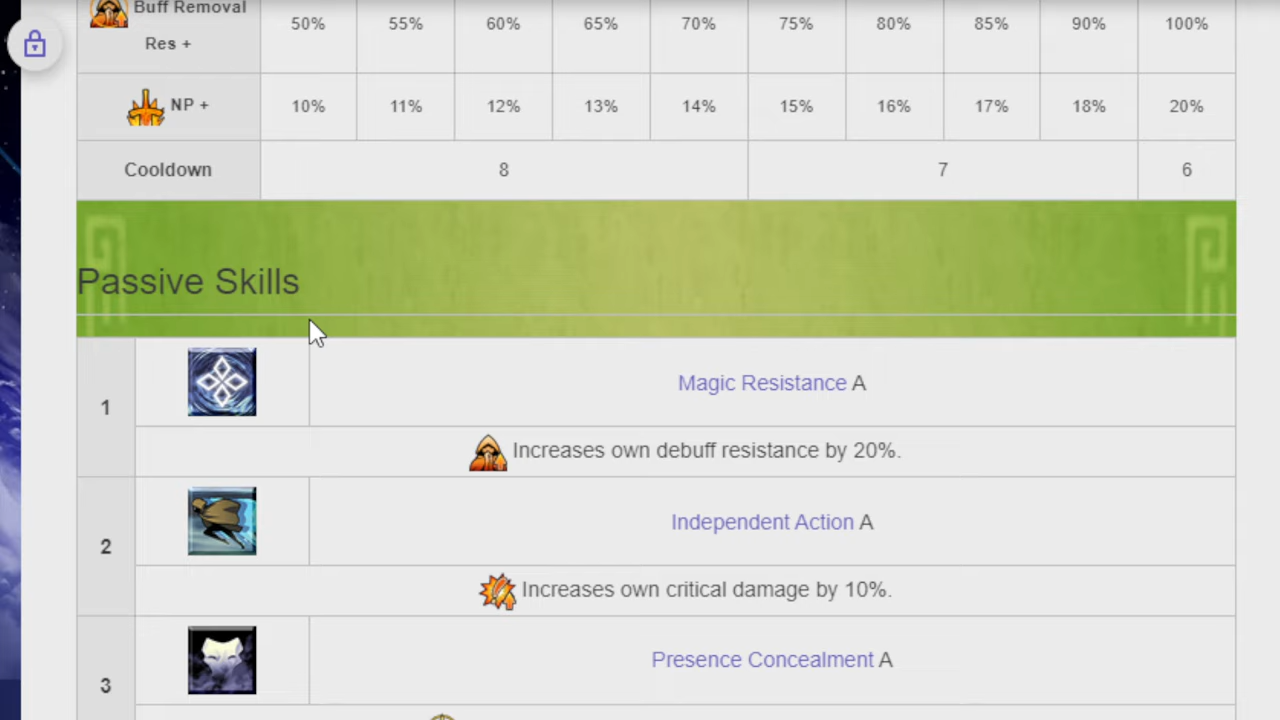 Buff Removal
Res +
50% 55% 60% 65% 70% 75% 80% 85% 90% 100%
NP + 10% 11% 12% 13% 14% 15% 16% 17% 18% 20%
Cooldown 8 7 6
Passive Skills
1 Magic Resistance A
Increases own debuff resistance by 20%.
2 Independent Action A
Increases own critical damage by 10%.
3 Presence Concealment A